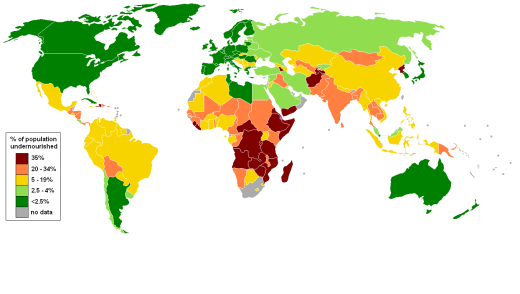 % of population
undernourished
35%
20 - 34%
5 - 19%
2.5 - 4%
<2.5%
no data